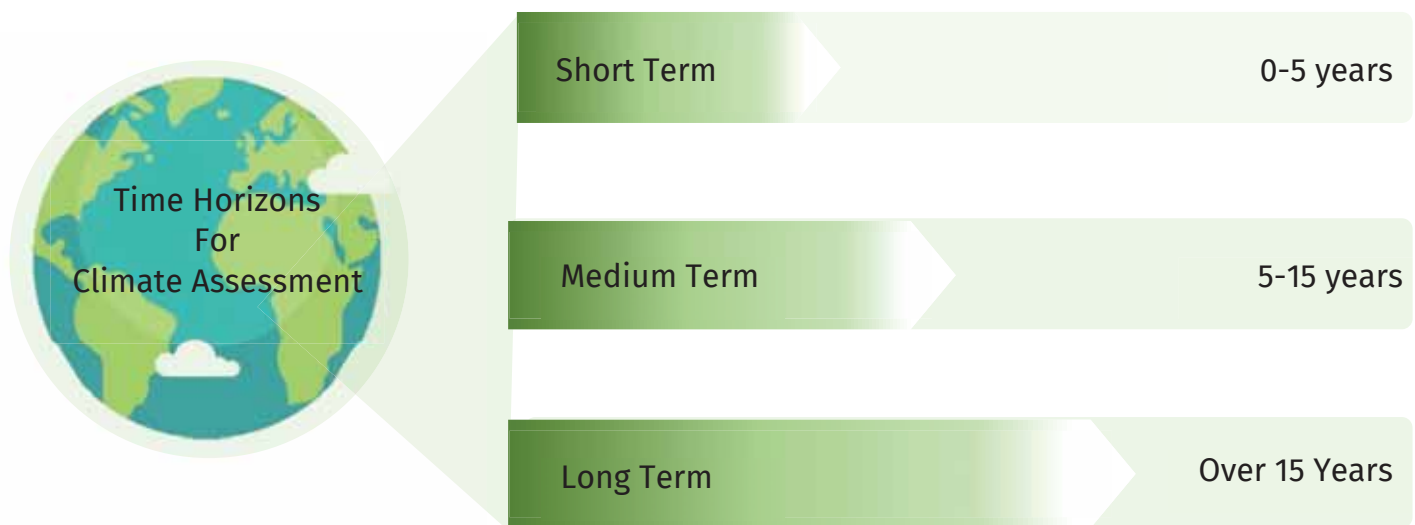 Time Horizons
For
Climate Assessment
Short Term
0-5 years
Medium Term
5-15 years
Long Term
Over 15 Years